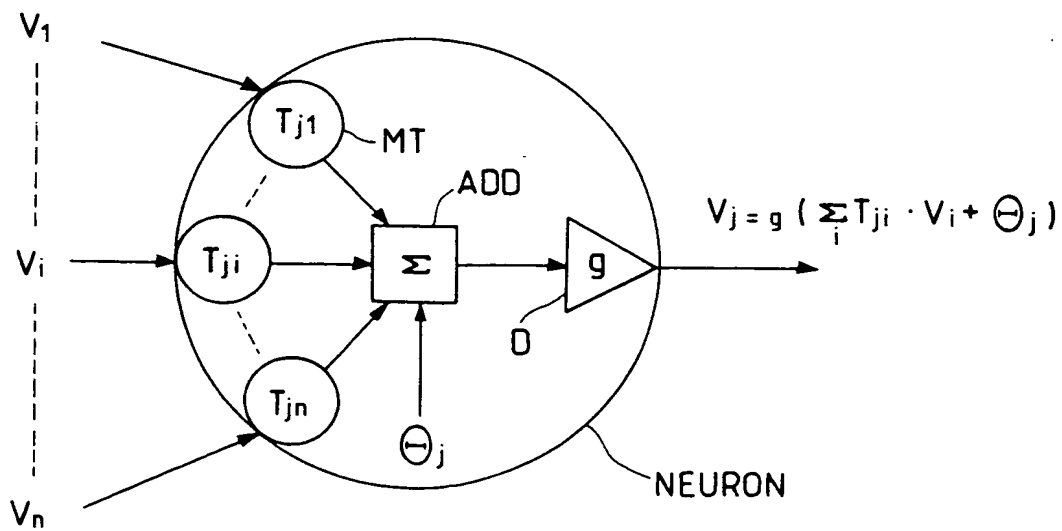 V1
Tj1
MT
ADD
Vj = g ( Σi Tji · Vi + Θj )
Vi
Tji
Σ
g
D
Tjn
Θj
NEURON
Vn